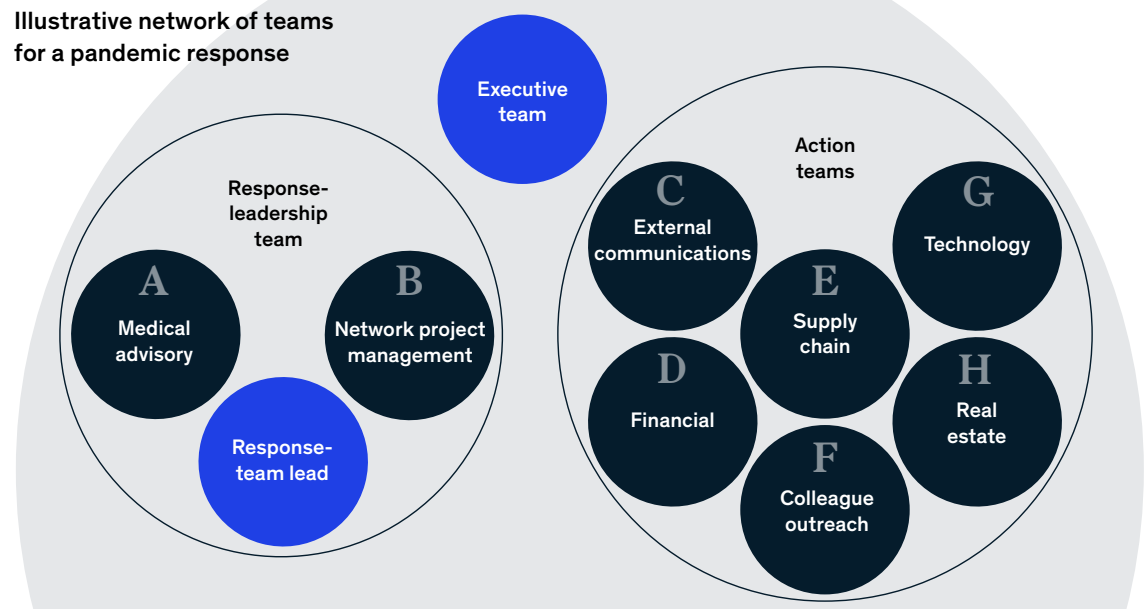 Illustrative network of teams
for a pandemic response
Executive
team
Response-
leadership
team
A
Medical
advisory
B
Network project
management
Response-
team lead
Action
teams
C
External
communications
D
Financial
E
Supply
chain
F
Colleague
outreach
G
Technology
H
Real
estate